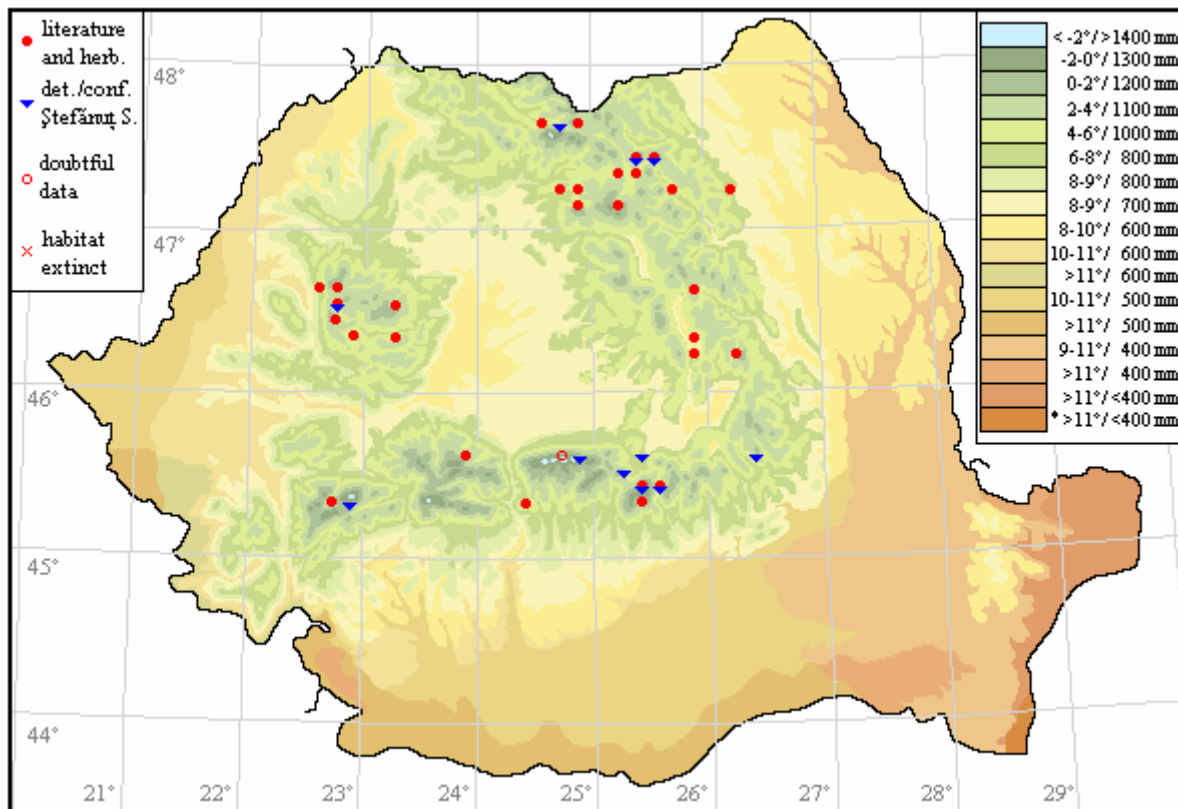 literature
and herb.
det./conf.
Ştefănuţ S.
doubtful
data
habitat
extinct
< -2°/>1400 mm
-2-0°/1300 mm
0-2°/1200 mm
2-4°/1100 mm
4-6°/1000 mm
6-8°/ 800 mm
8-9°/ 800 mm
8-9°/ 700 mm
8-10°/ 600 mm
10-11°/ 600 mm
>11°/ 600 mm
10-11°/ 500 mm
>11°/ 500 mm
9-11°/ 400 mm
>11°/ 400 mm
>11°/<400 mm
* >11°/<400 mm
48°
47°
46°
45°
44°
21° 22° 23° 24° 25° 26° 27° 28° 29°